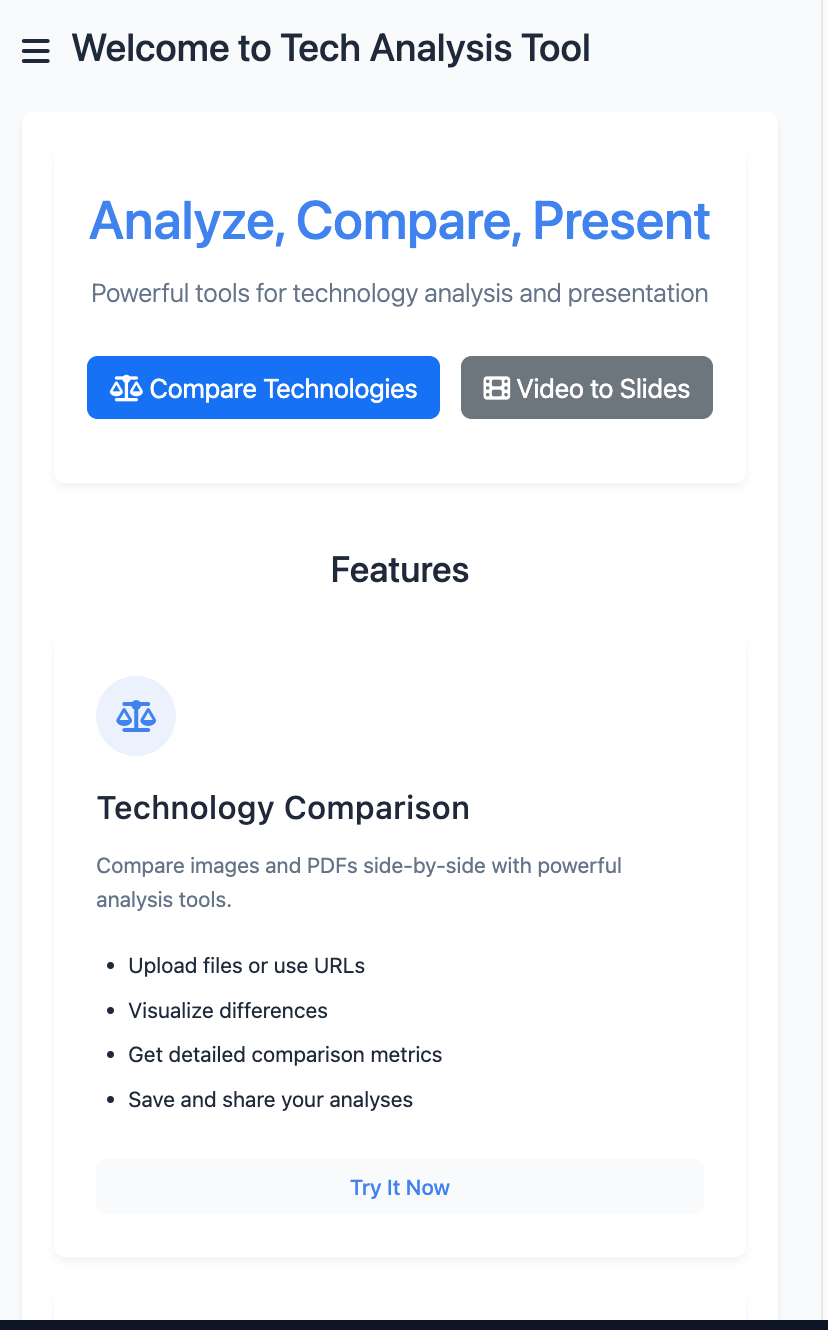 Welcome to Tech Analysis Tool
Analyze, Compare, Present
Powerful tools for technology analysis and presentation
Compare Technologies
Video to Slides
Features
Technology Comparison
Compare images and PDFs side-by-side with powerful
analysis tools.
Upload files or use URLs
Visualize differences
Get detailed comparison metrics
Save and share your analyses
Try It Now